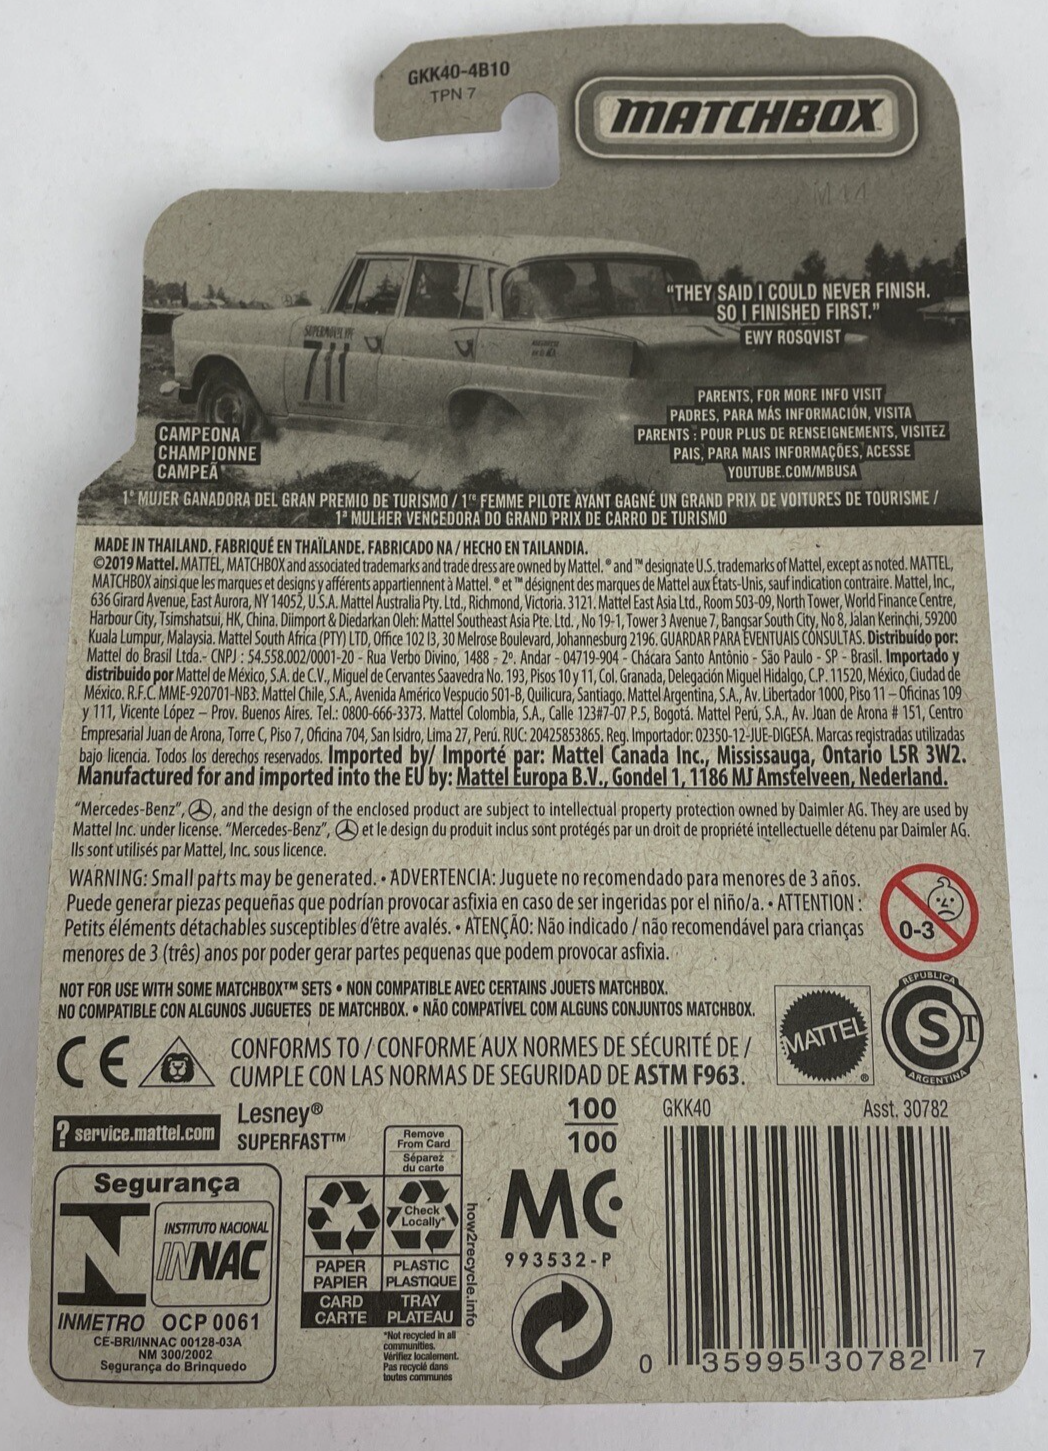 GKK40-4B10
TPN 7
MATCHBOX™
M44
SUPERMOVIL YPF
711
"THEY SAID I COULD NEVER FINISH.
SO I FINISHED FIRST."
EWY ROSQVIST
PARENTS, FOR MORE INFO VISIT
PADRES, PARA MÁS INFORMACIÓN, VISITA
PARENTS : POUR PLUS DE RENSEIGNEMENTS, VISITEZ
PAIS, PARA MAIS INFORMAÇÕES, ACESSE
YOUTUBE.COM/MBUSA
CAMPEONA
CHAMPIONNE
CAMPEÃ
1ª MUJER GANADORA DEL GRAN PREMIO DE TURISMO / 1re FEMME PILOTE AYANT GAGNÉ UN GRAND PRIX DE VOITURES DE TOURISME /
1ª MULHER VENCEDORA DO GRAND PRIX DE CARRO DE TURISMO
MADE IN THAILAND. FABRIQUÉ EN THAÏLANDE. FABRICADO NA / HECHO EN TAILANDIA.
©2019 Mattel. MATTEL, MATCHBOX and associated trademarks and trade dress are owned by Mattel. ® and ™ designate U.S. trademarks of Mattel, except as noted. MATTEL,
MATCHBOX ainsi que les marques et designs y afférents appartiennent à Mattel. ® et ™ désignent des marques de Mattel aux États-Unis, sauf indication contraire. Mattel, Inc.,
636 Girard Avenue, East Aurora, NY 14052, U.S.A. Mattel Australia Pty. Ltd., Richmond, Victoria. 3121. Mattel East Asia Ltd., Room 503-09, North Tower, World Finance Centre,
Harbour City, Tsimshatsui, HK, China. Diimport & Diedarkan Oleh: Mattel Southeast Asia Pte. Ltd. , No 19-1, Tower 3 Avenue 7, Bangsar South City, No 8, Jalan Kerinchi, 59200
Kuala Lumpur, Malaysia. Mattel South Africa (PTY) LTD, Office 102 I3, 30 Melrose Boulevard, Johannesburg 2196. GUARDAR PARA EVENTUAIS CONSULTAS. Distribuído por:
Mattel do Brasil Ltda.- CNPJ : 54.558.002/0001-20 - Rua Verbo Divino, 1488 - 2º. Andar - 04719-904 - Chácara Santo Antônio - São Paulo - SP - Brasil. Importado y
distribuido por Mattel de México, S.A. de C.V., Miguel de Cervantes Saavedra No. 193, Pisos 10 y 11, Col. Granada, Delegación Miguel Hidalgo, C.P. 11520, México, Ciudad de
México. R.F.C. MME-920701-NB3. Mattel Chile, S.A., Avenida Américo Vespucio 501-B, Quilicura, Santiago. Mattel Argentina, S.A., Av. Libertador 1000, Piso 11 – Oficinas 109
y 111, Vicente López – Prov. Buenos Aires. Tel.: 0800-666-3373. Mattel Colombia, S.A., Calle 123#7-07 P.5, Bogotá. Mattel Perú, S.A., Av. Juan de Arona # 151, Centro
Empresarial Juan de Arona, Torre C, Piso 7, Oficina 704, San Isidro, Lima 27, Perú. RUC: 20425853865. Reg. Importador: 02350-12-JUE-DIGESA. Marcas registradas utilizadas
bajo licencia. Todos los derechos reservados. Imported by/ Importé par: Mattel Canada Inc., Mississauga, Ontario L5R 3W2.
Manufactured for and imported into the EU by: Mattel Europa B.V., Gondel 1, 1186 MJ Amstelveen, Nederland.
"Mercedes-Benz", , and the design of the enclosed product are subject to intellectual property protection owned by Daimler AG. They are used by
Mattel Inc. under license. "Mercedes-Benz", et le design du produit inclus sont protégés par un droit de propriété intellectuelle détenu par Daimler AG.
Ils sont utilisés par Mattel, Inc. sous licence.
WARNING: Small parts may be generated. • ADVERTENCIA: Juguete no recomendado para menores de 3 años.
Puede generar piezas pequeñas que podrían provocar asfixia en caso de ser ingeridas por el niño/a. • ATTENTION :
Petits éléments détachables susceptibles d'être avalés. • ATENÇÃO: Não indicado / não recomendável para crianças
menores de 3 (três) anos por poder gerar partes pequenas que podem provocar asfixia.
0-3
NOT FOR USE WITH SOME MATCHBOX™ SETS • NON COMPATIBLE AVEC CERTAINS JOUETS MATCHBOX.
NO COMPATIBLE CON ALGUNOS JUGUETES DE MATCHBOX. • NÃO COMPATÍVEL COM ALGUNS CONJUNTOS MATCHBOX.
MATTEL®
REPUBLICA
S T
ARGENTINA
CE
CONFORMS TO / CONFORME AUX NORMES DE SÉCURITÉ DE /
CUMPLE CON LAS NORMAS DE SEGURIDAD DE ASTM F963.
? service.mattel.com
Lesney®
SUPERFAST™
100
100
GKK40
Asst. 30782
Segurança
INSTITUTO NACIONAL
INNAC
INMETRO OCP 0061
CE-BRI/INNAC 00128-03A
NM 300/2002
Segurança do Brinquedo
Remove
From Card
Séparez
du carte
Check
Locally*
PAPER
PAPIER
CARD
CARTE
PLASTIC
PLASTIQUE
TRAY
PLATEAU
how2recycle.info
*Not recycled in all
communities.
Vérifiez localement.
Pas recyclé dans
toutes communes
MC
993532-P
0 35995 30782 7